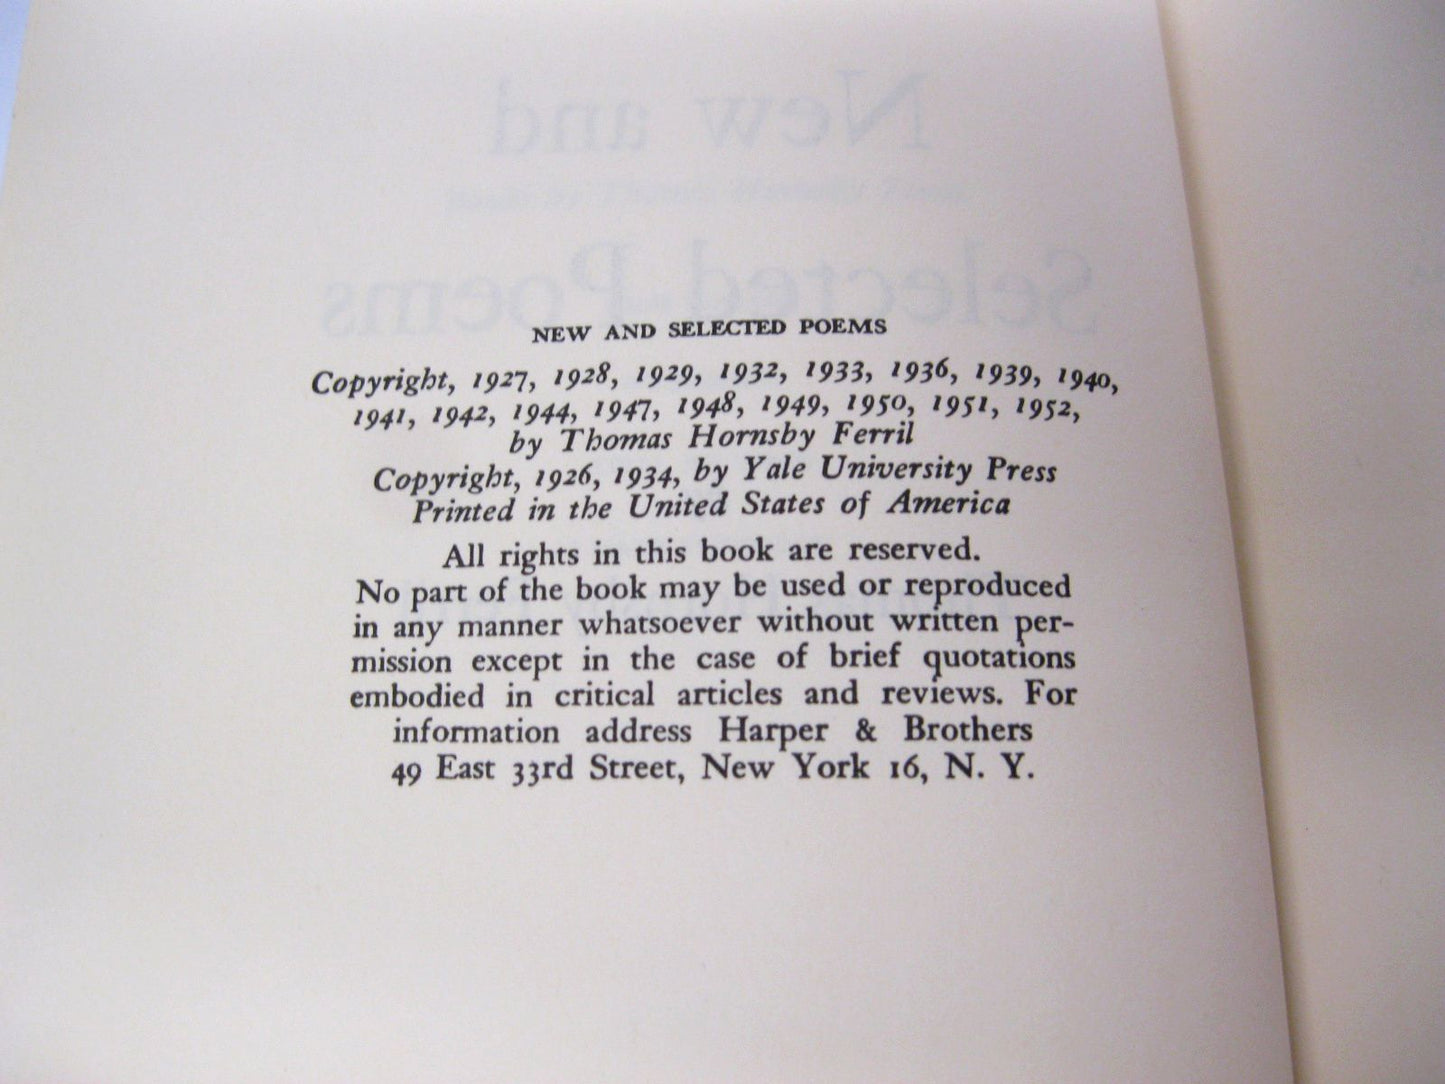 NEW AND SELECTED POEMS
Copyright, 1927, 1928, 1929, 1932, 1933, 1936, 1939, 1940,
1941, 1942, 1944, 1947, 1948, 1949, 1950, 1951, 1952,
by Thomas Hornsby Ferril
Copyright, 1926, 1934, by Yale University Press
Printed in the United States of America
All rights in this book are reserved.
No part of the book may be used or reproduced
in any manner whatsoever without written per-
mission except in the case of brief quotations
embodied in critical articles and reviews. For
information address Harper & Brothers
49 East 33rd Street, New York 16, N. Y.
New and
Selected Poems